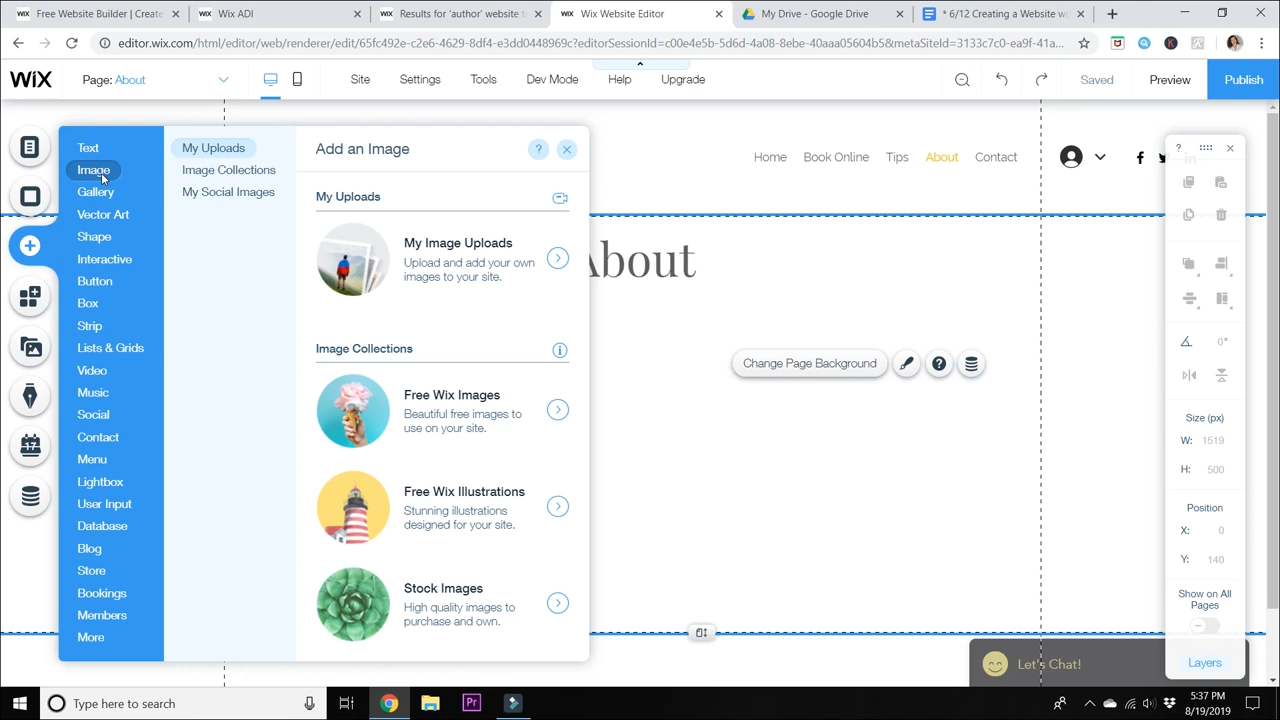 Free Website Builder | Create
Wix ADI
Results for 'author' website t
Wix Website Editor
My Drive - Google Drive
* 6/12 Creating a Website wi
editor.wix.com/html/editor/web/renderer/edit/65fc492c-22e6-4629-8df4-e3dd0448969c?editorSessionId=c00e4e5b-5d6d-4a08-8ebe-40aaa05604b5&metaSiteId=3133c7c0-ea9f-41a...
WiX
Page: About
Site
Settings
Tools
Dev Mode
Help
Upgrade
Saved
Preview
Publish
Text
Image
Gallery
Vector Art
Shape
Interactive
Button
Box
Strip
Lists & Grids
Video
Music
Social
Contact
Menu
Lightbox
User Input
Database
Blog
Store
Bookings
Members
More
My Uploads
Image Collections
My Social Images
Add an Image
?
My Uploads
My Image Uploads
Upload and add your own
images to your site.
Image Collections
Free Wix Images
Beautiful free images to
use on your site.
Free Wix Illustrations
Stunning illustrations
designed for your site.
Stock Images
High quality images to
purchase and own.
Home
Book Online
Tips
About
Contact
About
Change Page Background
?
0°
Size (px)
W: 1519
H: 500
Position
X: 0
Y: 140
Show on All
Pages
Layers
Let's Chat!
17
Type here to search
Pr
5:37 PM
8/19/2019